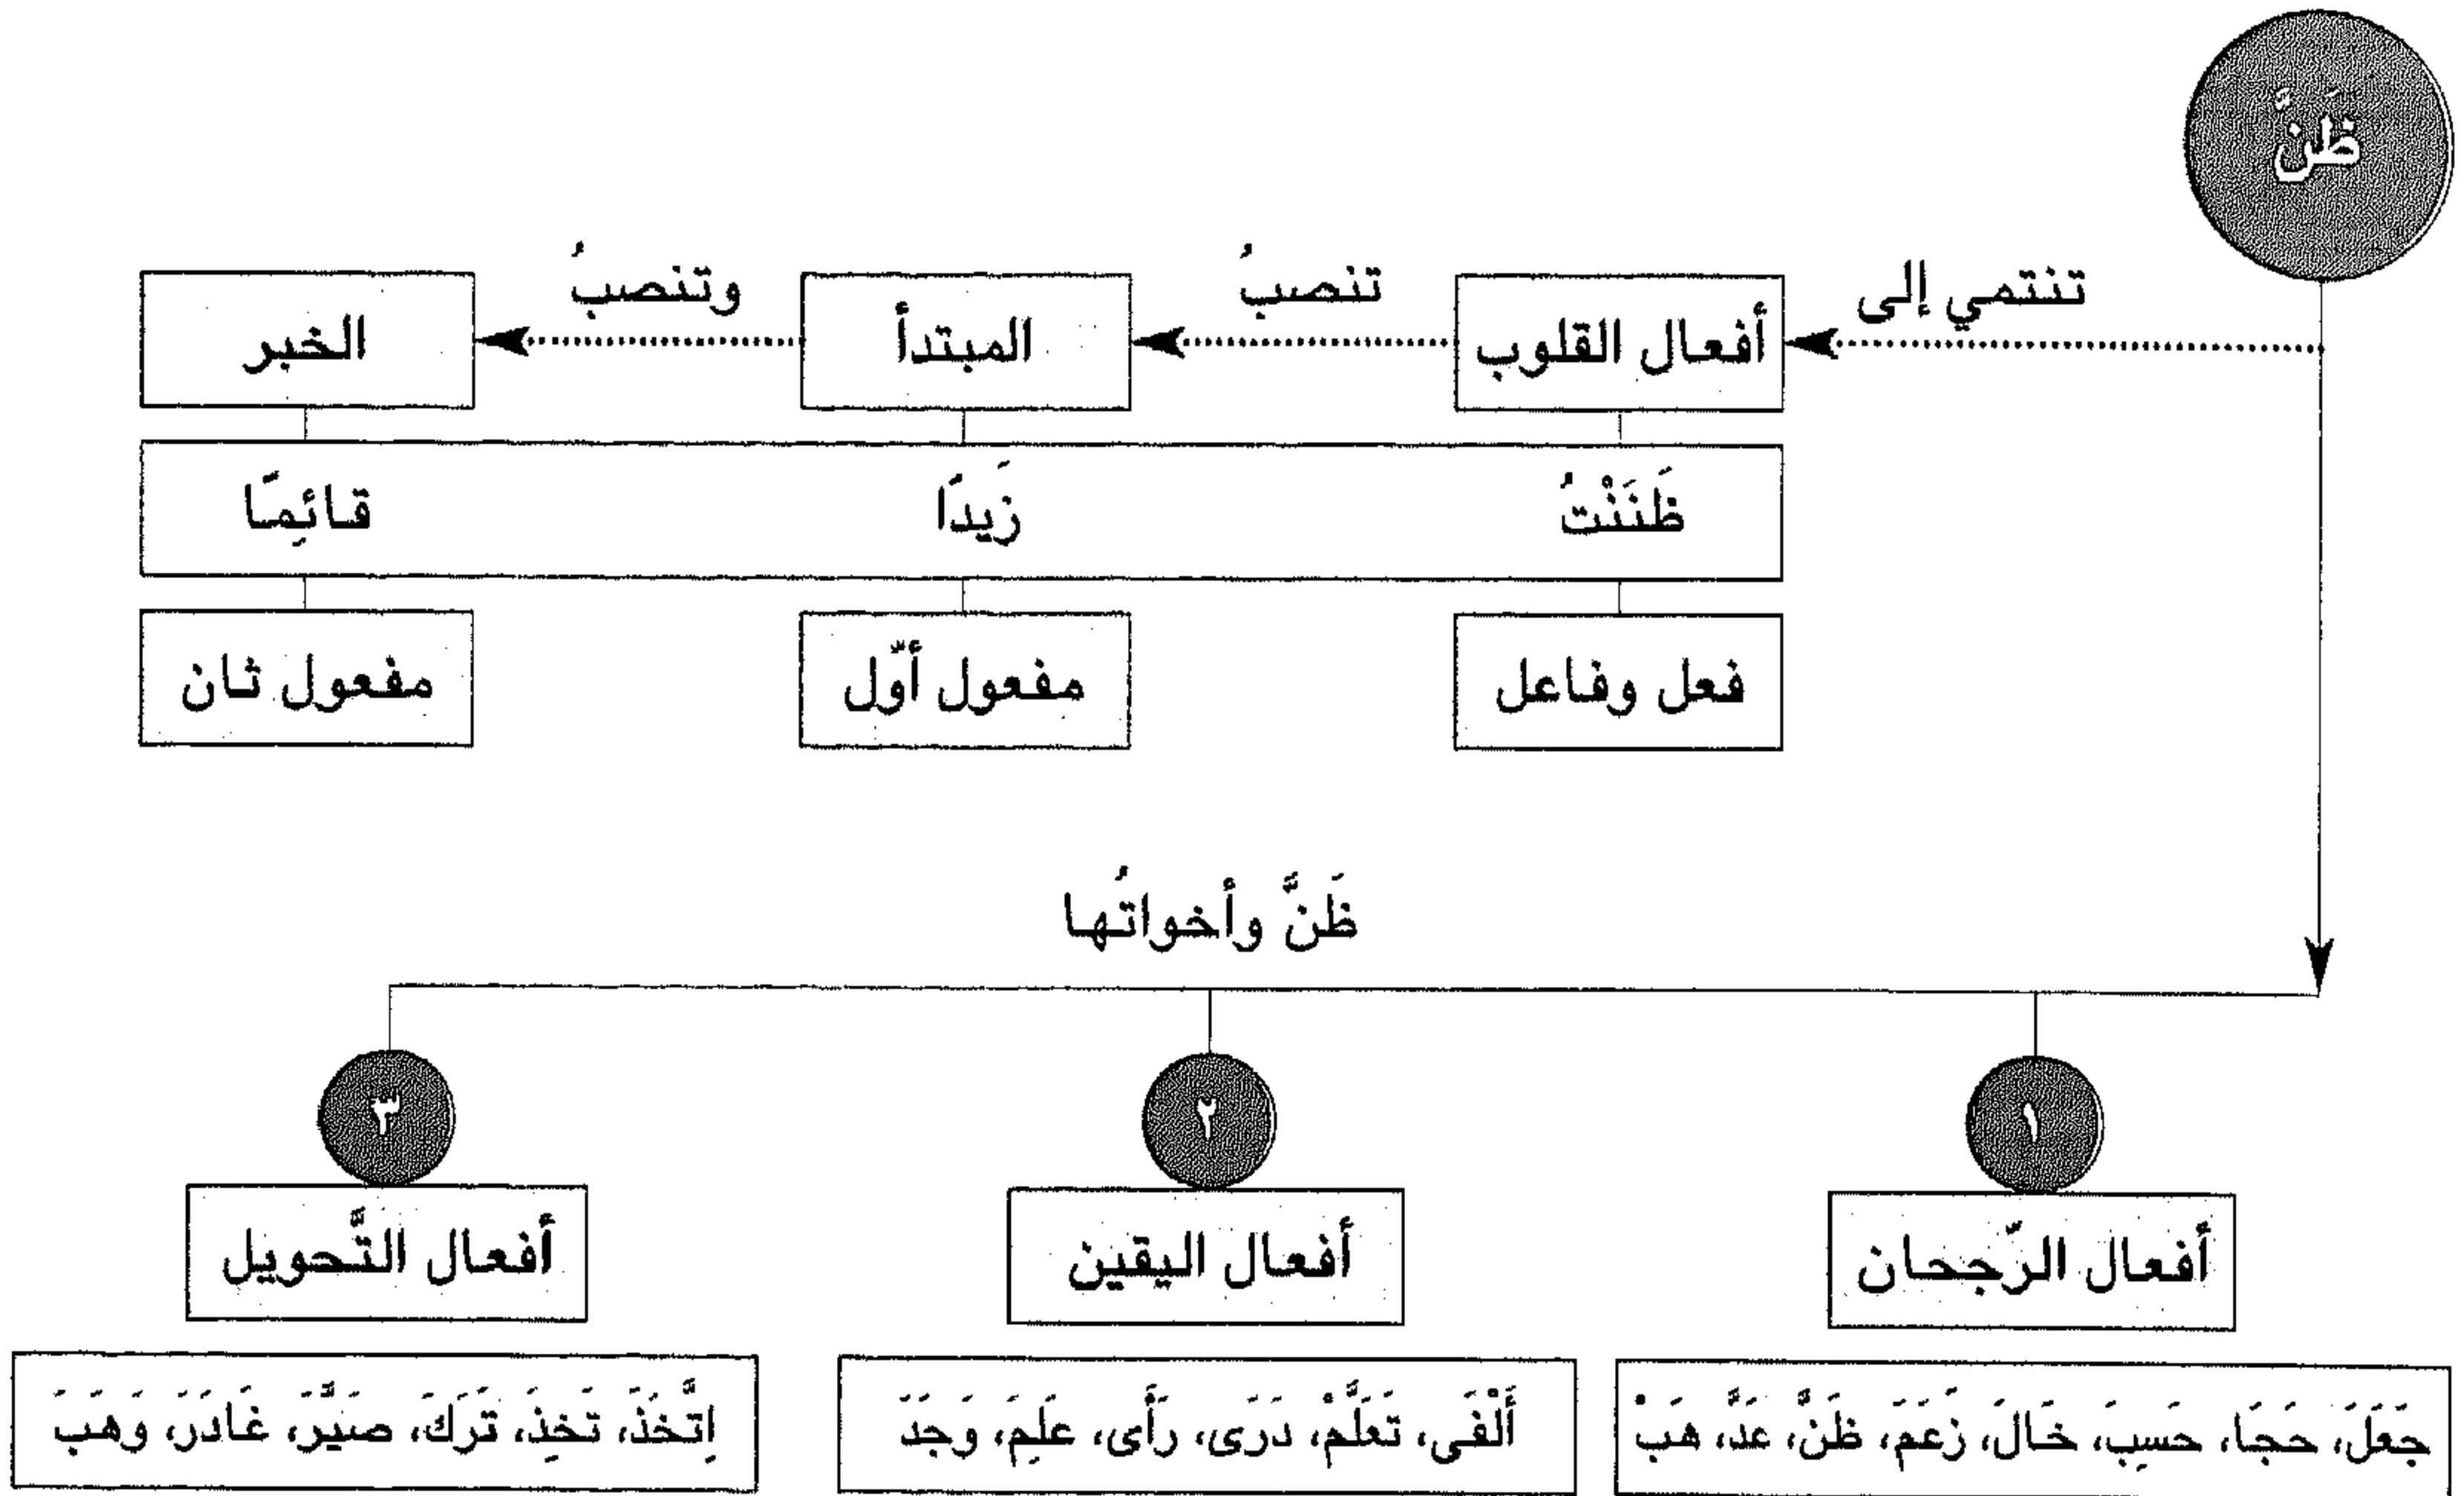 ظَنَّ
تنتمي إلى
أفعال القلوب
تنصبُ
المبتدأ
وتنصبُ
الخبر
ظَنَنْتُ
زَيدًا
قائِمًا
فعل وفاعل
مفعول أوّل
مفعول ثان
ظَنَّ وأخواتُها
١
٢
٣
أفعال الرّجحان
أفعال اليقين
أفعال التَّحويل
جَعَلَ، حَجَا، حَسِبَ، خَالَ، زَعَمَ، ظَنَّ، عَدَّ، هَبْ
أَلْفَى، تَعَلَّمْ، دَرَى، رَأَى، عَلِمَ، وَجَدَ
اِتَّخَذَ، تَخِذَ، تَرَكَ، صَيَّرَ، غَادَرَ، وَهَبَ